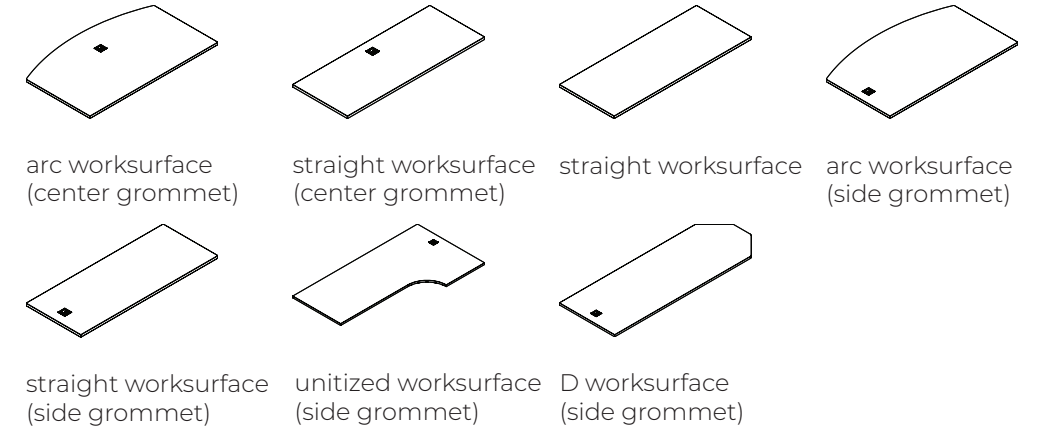 arc worksurface
(center grommet)
straight worksurface
(center grommet)
straight worksurface
arc worksurface
(side grommet)
straight worksurface
(side grommet)
unitized worksurface
(side grommet)
D worksurface
(side grommet)